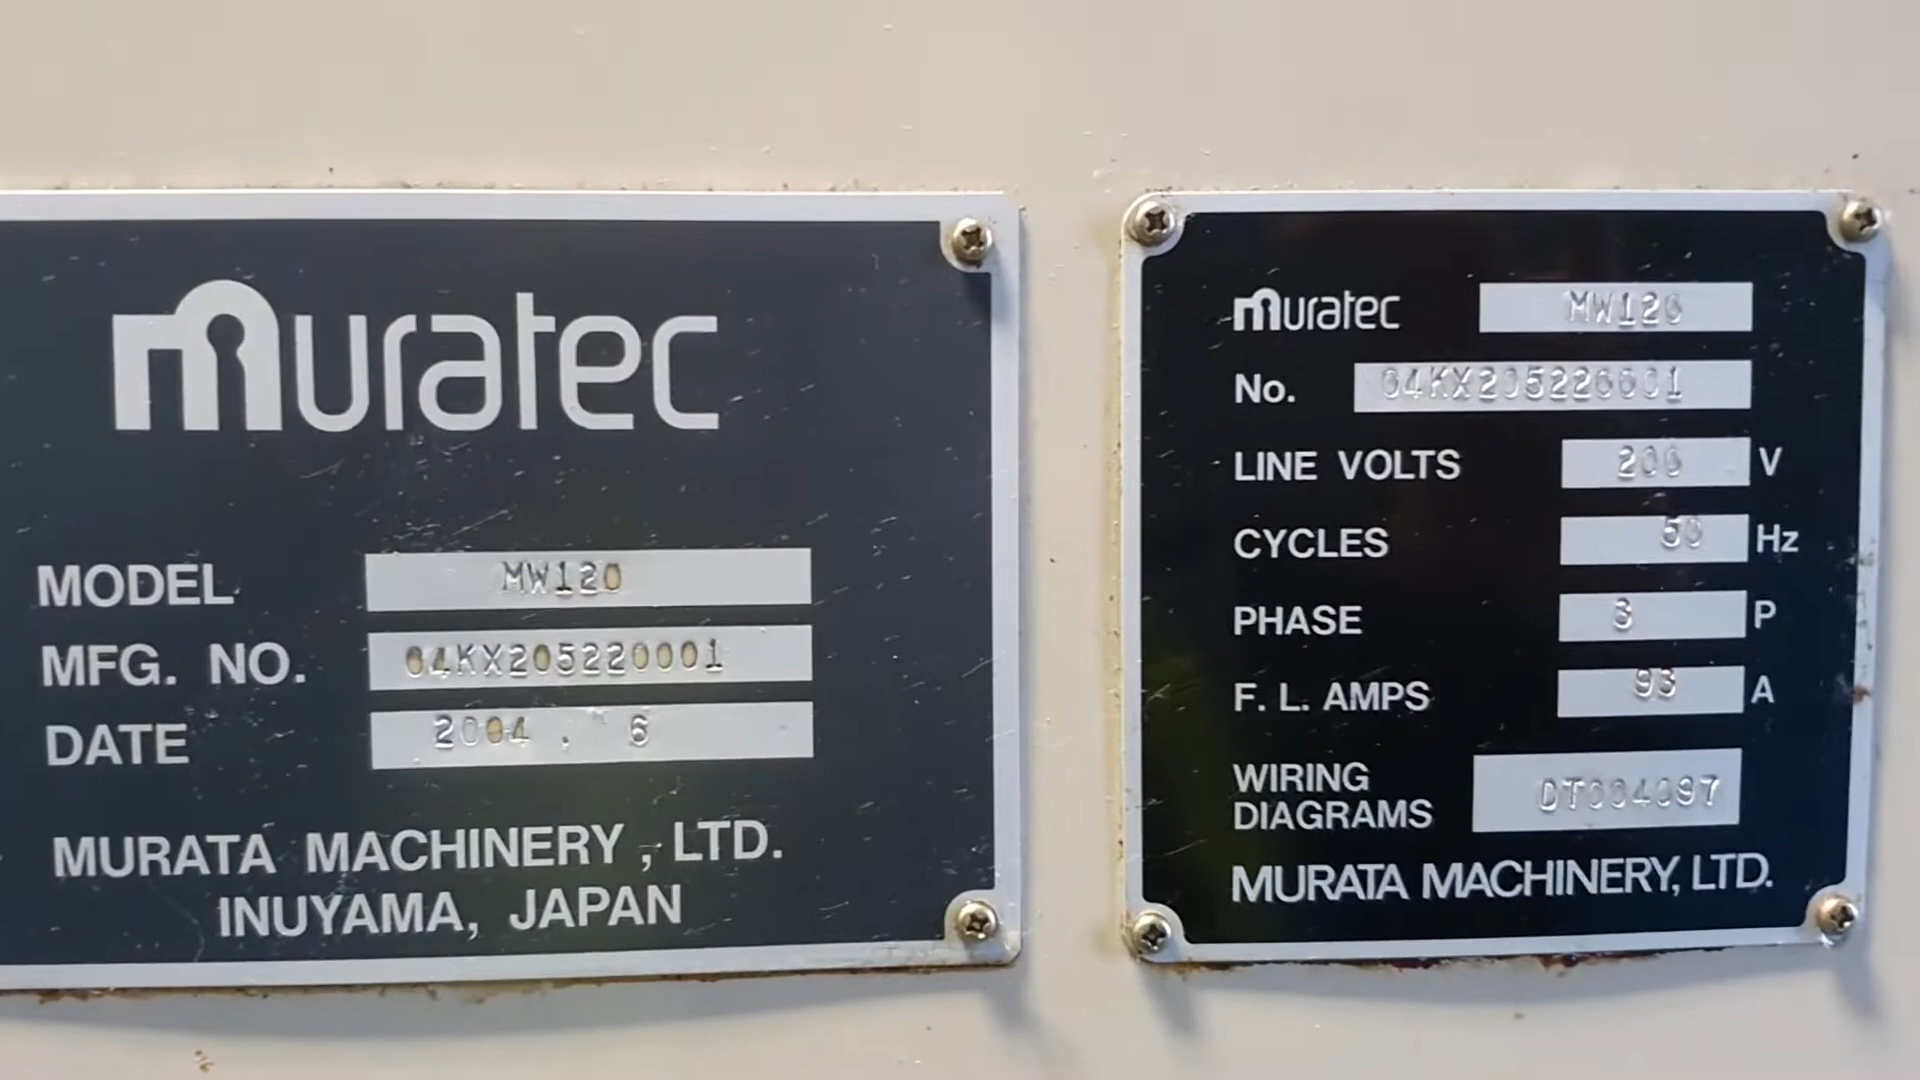 muratec
MODEL MW120
MFG. NO. 04KX205220001
DATE 2004 . 6
MURATA MACHINERY, LTD.
INUYAMA, JAPAN
muratec MW120
No. 04KX205220001
LINE VOLTS 200 V
CYCLES 50 Hz
PHASE 3 P
F. L. AMPS 93 A
WIRING
DIAGRAMS DT004097
MURATA MACHINERY, LTD.